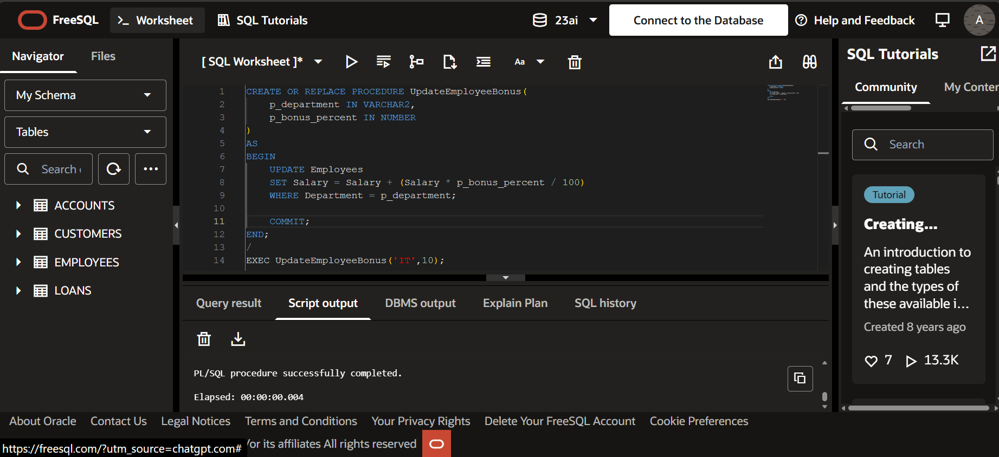 FreeSQL
>_ Worksheet
SQL Tutorials
23ai
Connect to the Database
Help and Feedback
A
Navigator
Files
My Schema
Tables
Search
ACCOUNTS
CUSTOMERS
EMPLOYEES
LOANS
[ SQL Worksheet ]*
Aa
1 CREATE OR REPLACE PROCEDURE UpdateEmployeeBonus(
2 p_department IN VARCHAR2,
3 p_bonus_percent IN NUMBER
4 )
5 AS
6 BEGIN
7 UPDATE Employees
8 SET Salary = Salary + (Salary * p_bonus_percent / 100)
9 WHERE Department = p_department;
10
11 COMMIT;
12 END;
13 /
14 EXEC UpdateEmployeeBonus('IT',10);
Query result
Script output
DBMS output
Explain Plan
SQL history
PL/SQL procedure successfully completed.
Elapsed: 00:00:00.004
SQL Tutorials
Community
My Conter
Search
Tutorial
Creating...
An introduction to
creating tables
and the types of
these available i...
Created 8 years ago
7
13.3K
About Oracle
Contact Us
Legal Notices
Terms and Conditions
Your Privacy Rights
Delete Your FreeSQL Account
Cookie Preferences
https://freesql.com/?utm_source=chatgpt.com#
/or its affiliates All rights reserved